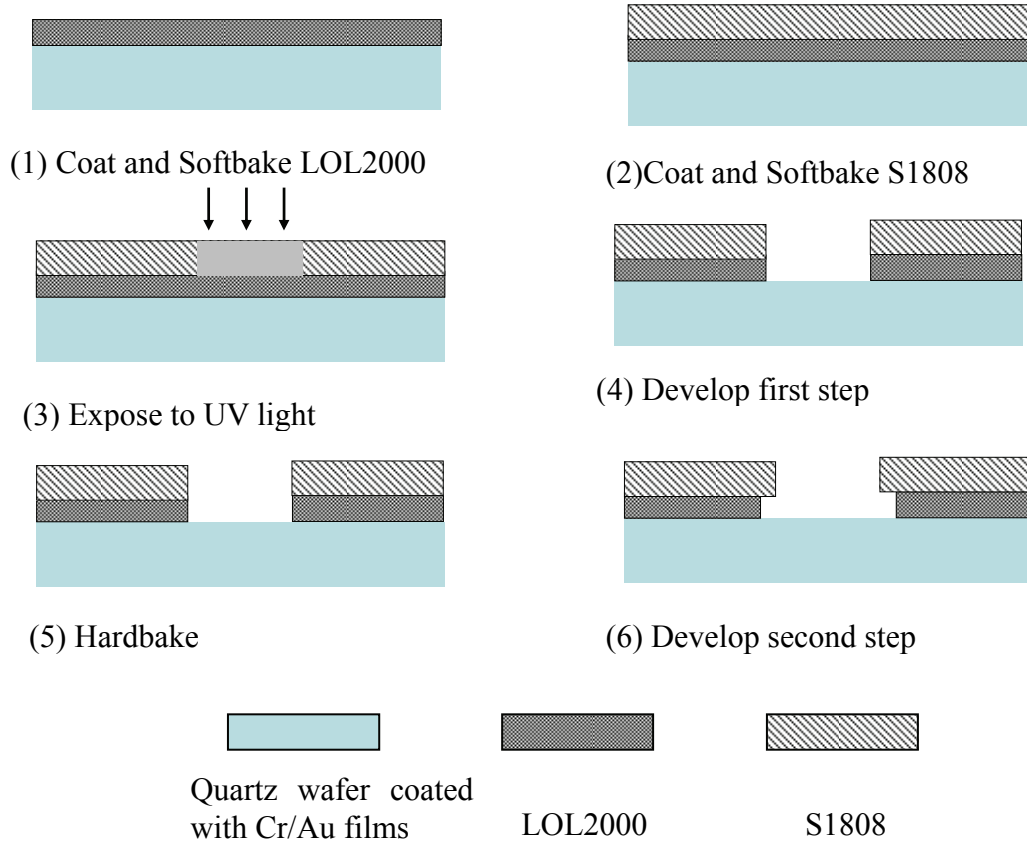 (1) Coat and Softbake LOL2000
(2)Coat and Softbake S1808
(3) Expose to UV light
(4) Develop first step
(5) Hardbake
(6) Develop second step
Quartz wafer coated
with Cr/Au films
LOL2000
S1808